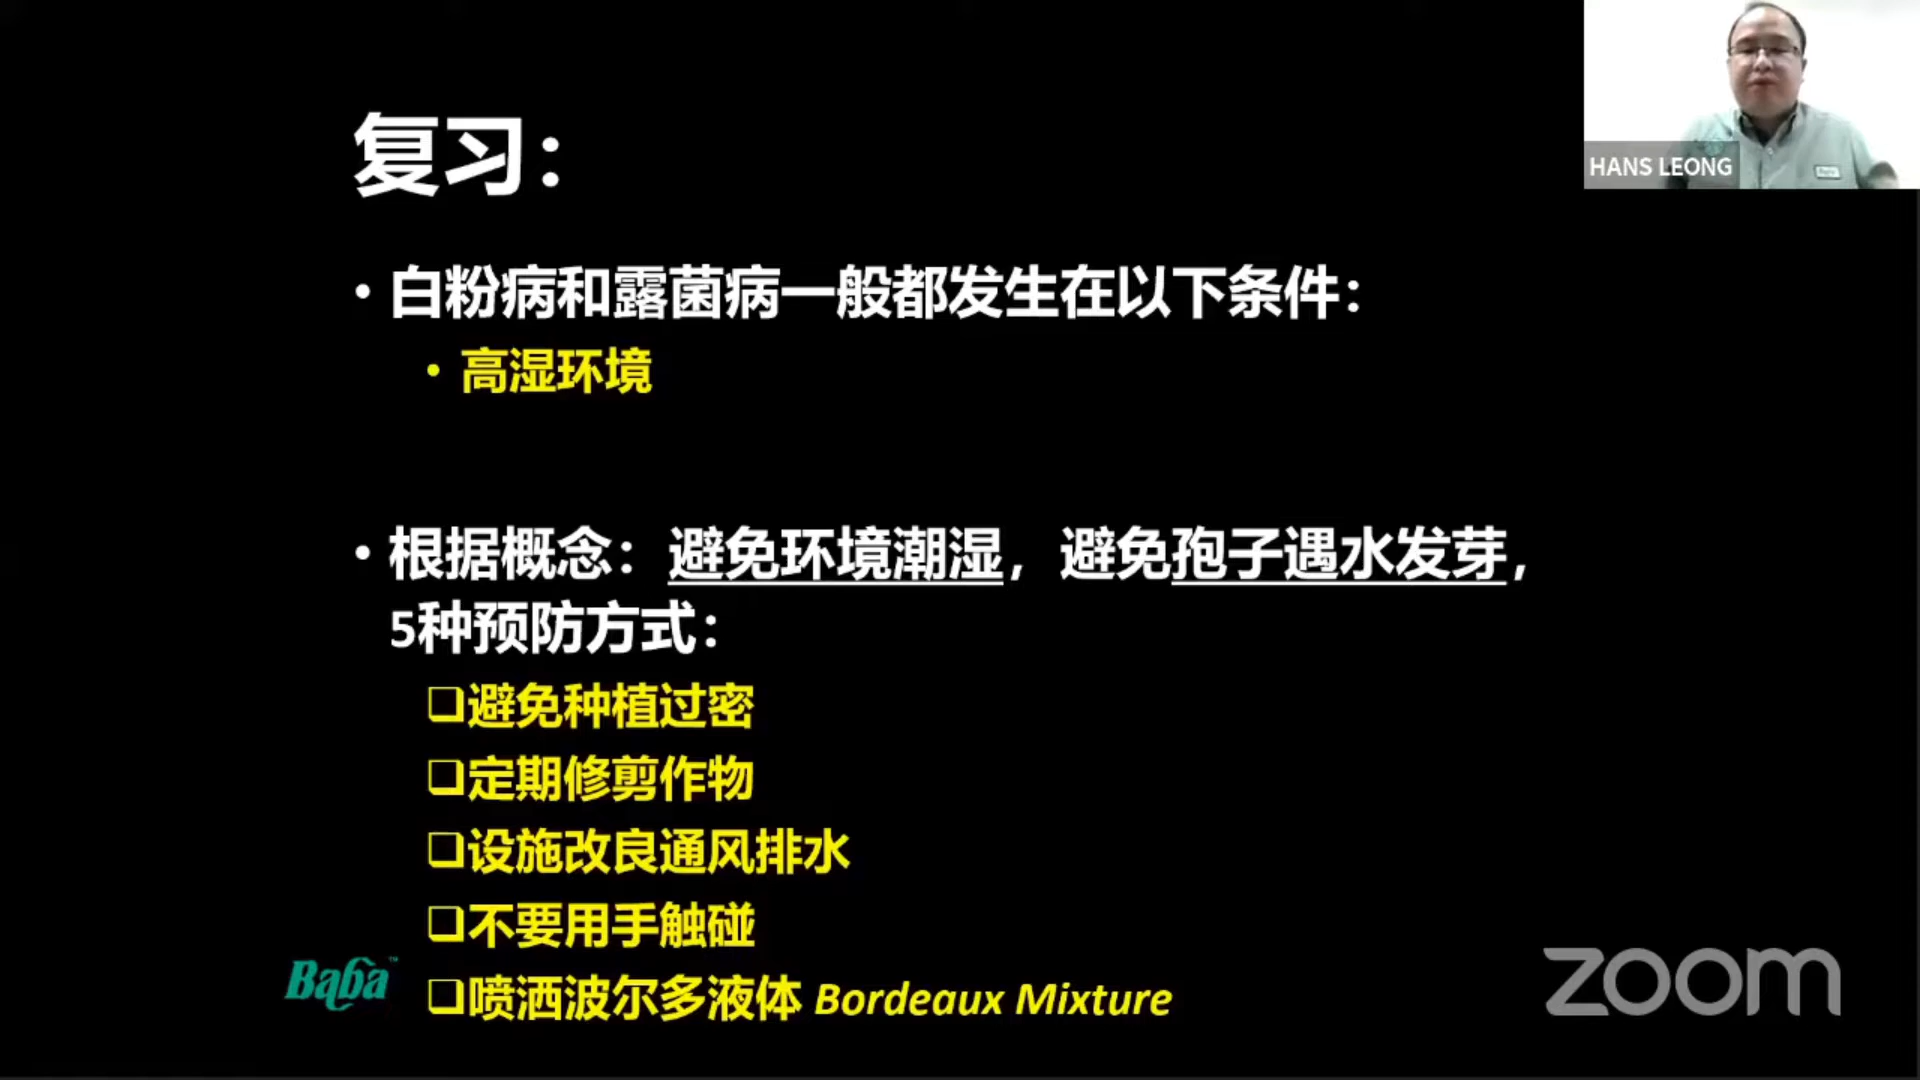 复习：
HANS LEONG
• 白粉病和露菌病一般都发生在以下条件：
• 高湿环境
• 根据概念：避免环境潮湿，避免孢子遇水发芽，
5种预防方式：
❑避免种植过密
❑定期修剪作物
❑设施改良通风排水
❑不要用手触碰
❑喷洒波尔多液体 Bordeaux Mixture
Baba™
zoom